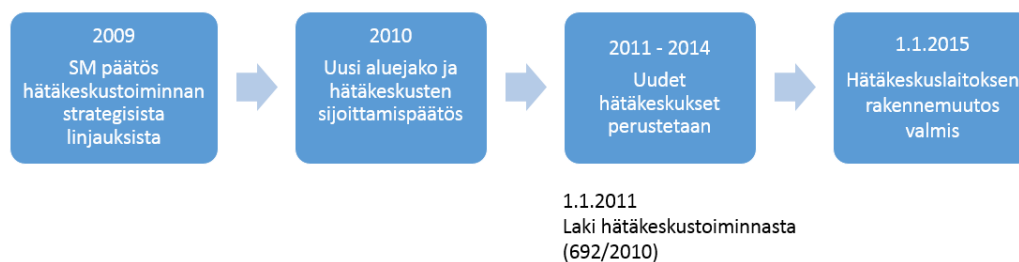 2009
SM päätös
hätäkeskustoiminnan
strategisista
linjauksista
2010
Uusi aluejako ja
hätäkeskusten
sijoittamispäätös
2011 - 2014
Uudet
hätäkeskukset
perustetaan
1.1.2015
Hätäkeskuslaitoksen
rakennemuutos
valmis
1.1.2011
Laki hätäkeskustoiminnasta
(692/2010)